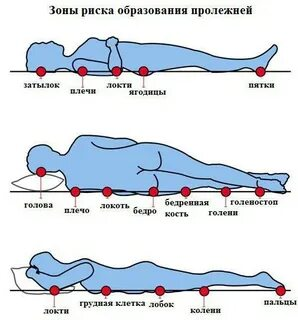 Зоны риска образования пролежней
затылок плечи локти ягодицы пятки
голова плечо локоть бедро бедренная кость голени голеностоп
локти грудная клетка лобок колени пальцы